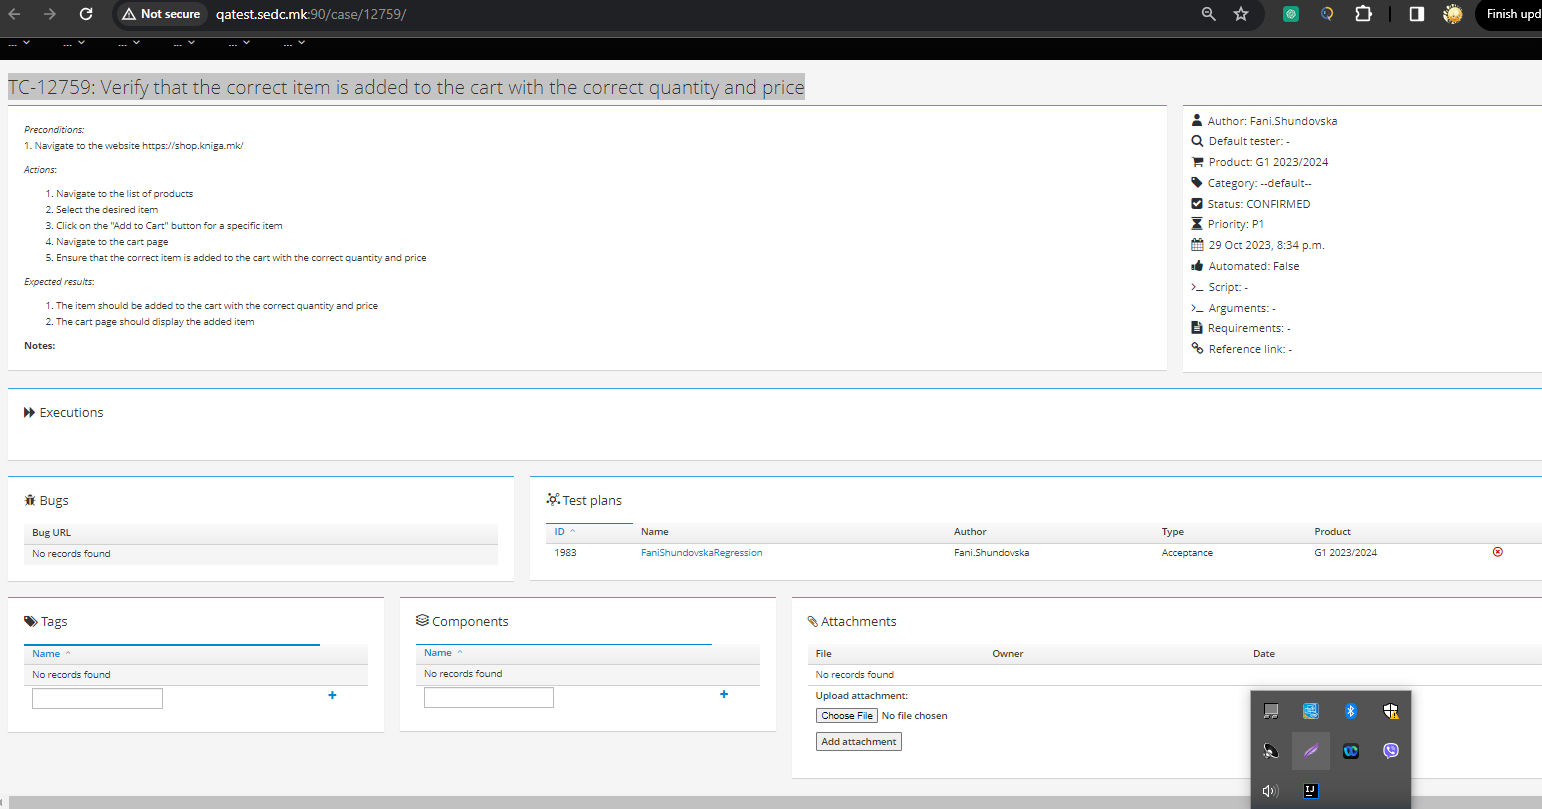 Not secure
qatest.sedc.mk:90/case/12759/
Finish upd
... ... ... ... ... ...
TC-12759: Verify that the correct item is added to the cart with the correct quantity and price
Preconditions:
1. Navigate to the website https://shop.kniga.mk/
Actions:
1. Navigate to the list of products
2. Select the desired item
3. Click on the "Add to Cart" button for a specific item
4. Navigate to the cart page
5. Ensure that the correct item is added to the cart with the correct quantity and price
Expected results:
1. The item should be added to the cart with the correct quantity and price
2. The cart page should display the added item
Notes:
Author: Fani.Shundovska
Default tester: -
Product: G1 2023/2024
Category: --default--
Status: CONFIRMED
Priority: P1
29 Oct 2023, 8:34 p.m.
Automated: False
Script: -
Arguments: -
Requirements: -
Reference link: -
Executions
Bugs
Bug URL
No records found
Test plans
ID Name Author Type Product
1983 FaniShundovskaRegression Fani.Shundovska Acceptance G1 2023/2024
Tags
Name
No records found
Components
Name
No records found
Attachments
File Owner Date
No records found
Upload attachment:
Choose File No file chosen
Add attachment
IJ